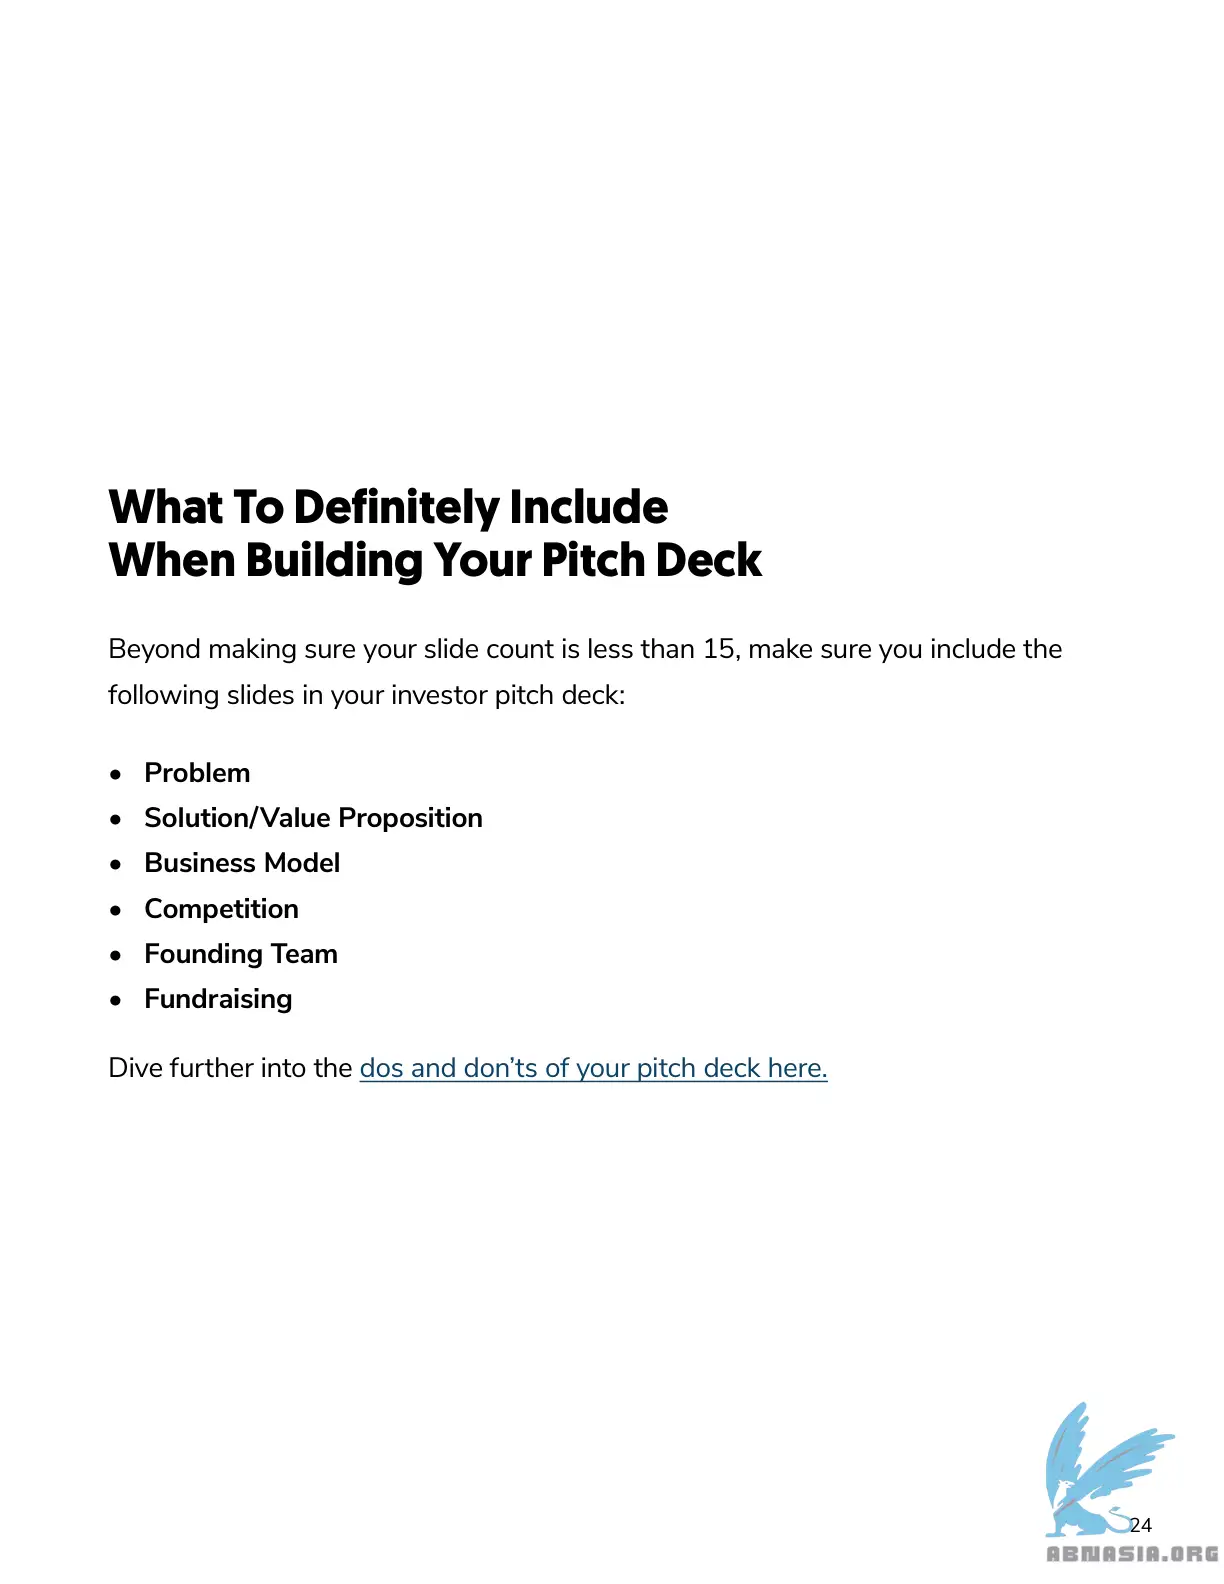 What To Definitely Include
When Building Your Pitch Deck
Beyond making sure your slide count is less than 15, make sure you include the
following slides in your investor pitch deck:
• Problem
• Solution/Value Proposition
• Business Model
• Competition
• Founding Team
• Fundraising
Dive further into the dos and don’ts of your pitch deck here.
24
ABNASIA.ORG